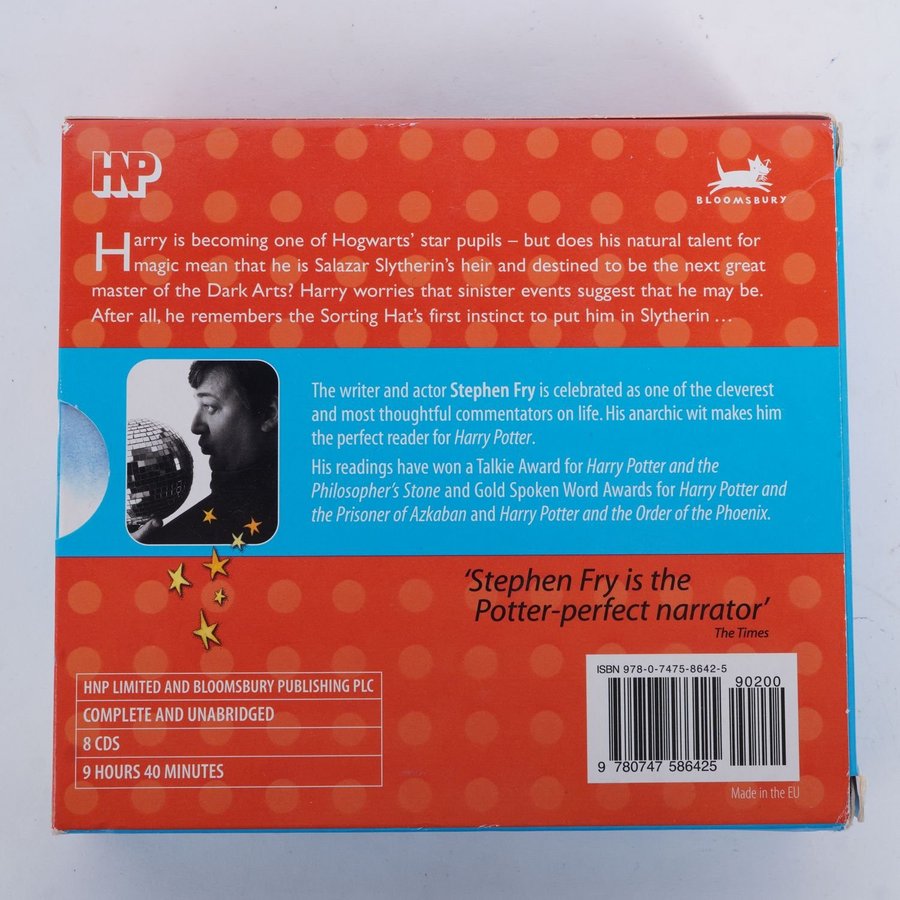 HNP
BLOOMSBURY
Harry is becoming one of Hogwarts' star pupils – but does his natural talent for
magic mean that he is Salazar Slytherin's heir and destined to be the next great
master of the Dark Arts? Harry worries that sinister events suggest that he may be.
After all, he remembers the Sorting Hat's first instinct to put him in Slytherin ...
The writer and actor Stephen Fry is celebrated as one of the cleverest
and most thoughtful commentators on life. His anarchic wit makes him
the perfect reader for Harry Potter.
His readings have won a Talkie Award for Harry Potter and the
Philosopher's Stone and Gold Spoken Word Awards for Harry Potter and
the Prisoner of Azkaban and Harry Potter and the Order of the Phoenix.
'Stephen Fry is the
Potter-perfect narrator'
The Times
HNP LIMITED AND BLOOMSBURY PUBLISHING PLC
COMPLETE AND UNABRIDGED
8 CDS
9 HOURS 40 MINUTES
ISBN 978-0-7475-8642-5
90200
9 780747 586425
Made in the EU